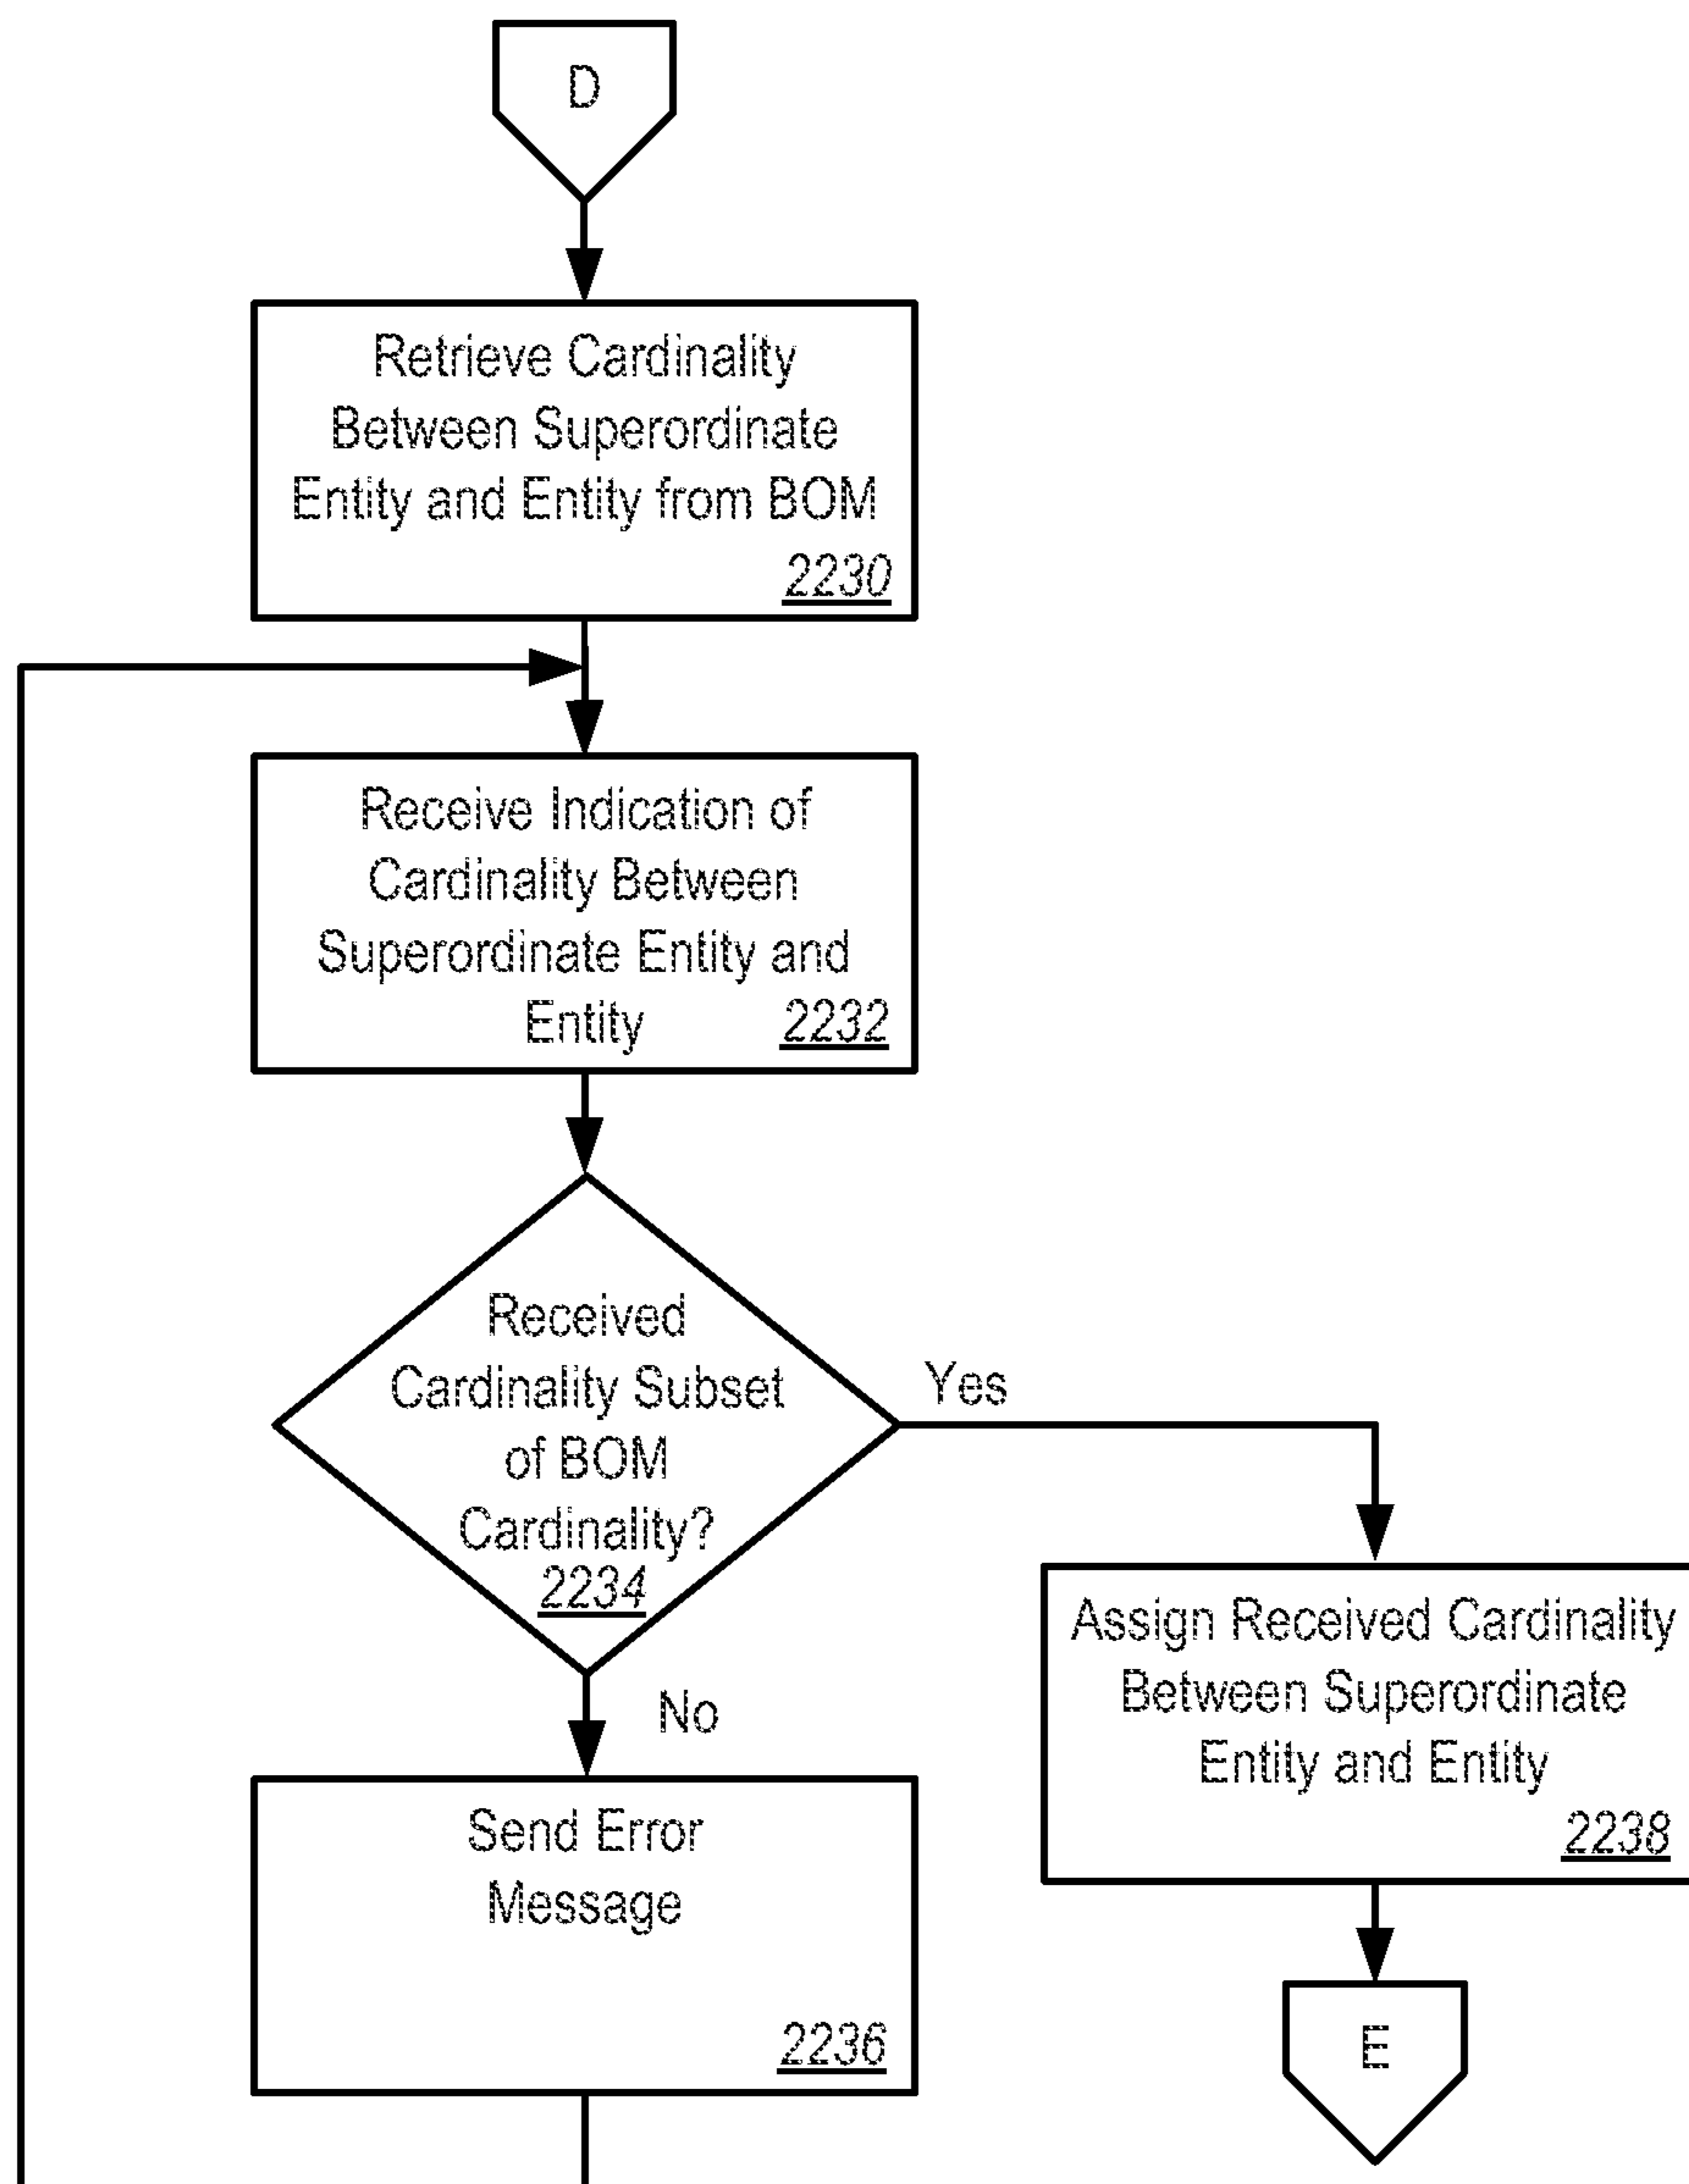 D
Retrieve Cardinality
Between Superordinate
Entity and Entity from BOM
2230
Receive Indication of
Cardinality Between
Superordinate Entity and
Entity 2232
Received
Cardinality Subset
of BOM
Cardinality?
2234
Yes
No
Send Error
Message
2236
Assign Received Cardinality
Between Superordinate
Entity and Entity
2238
E